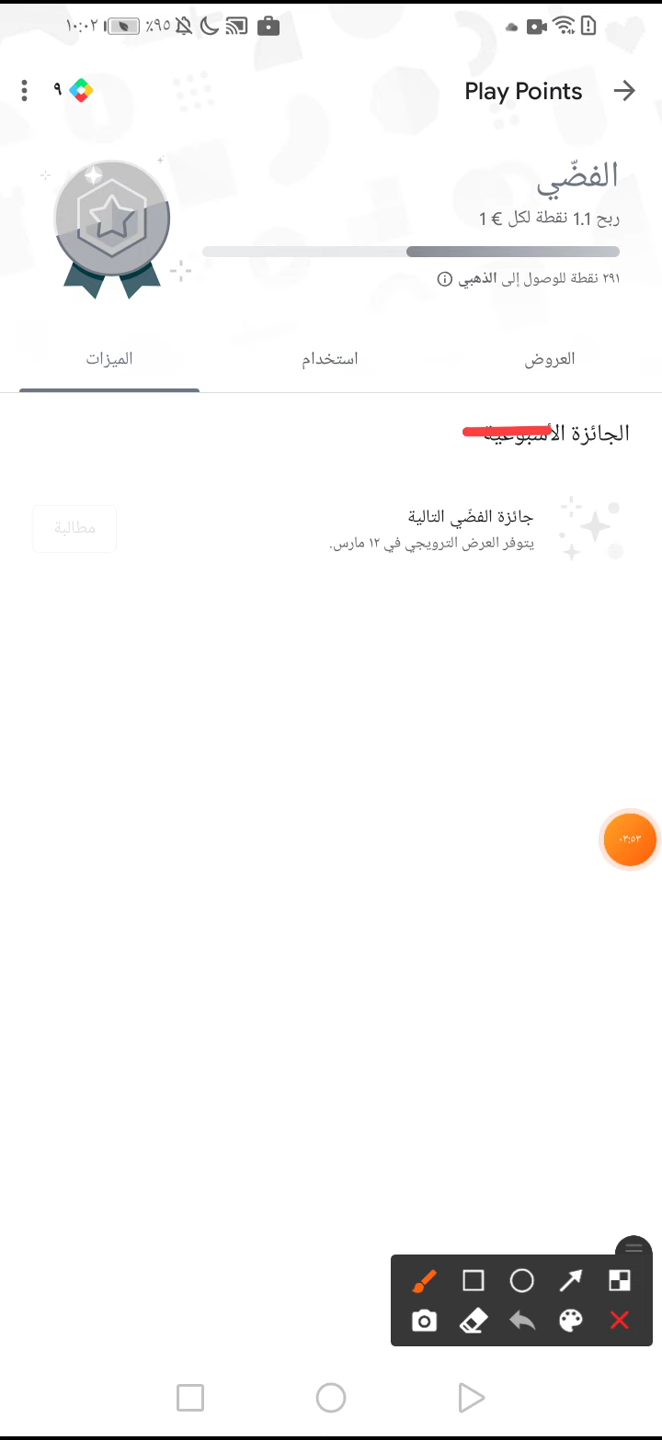 ١٠:٠٢ ٩٥٪
Play Points ٩
الفضّي
ربح 1.1 نقطة لكل € 1
٢٩١ نقطة للوصول إلى الذهبي
العروض استخدام الميزات
الجائزة الأسبوعية
جائزة الفضّي التالية
يتوفر العرض الترويجي في ١٢ مارس.
مطالبة
٠٣:٥٣